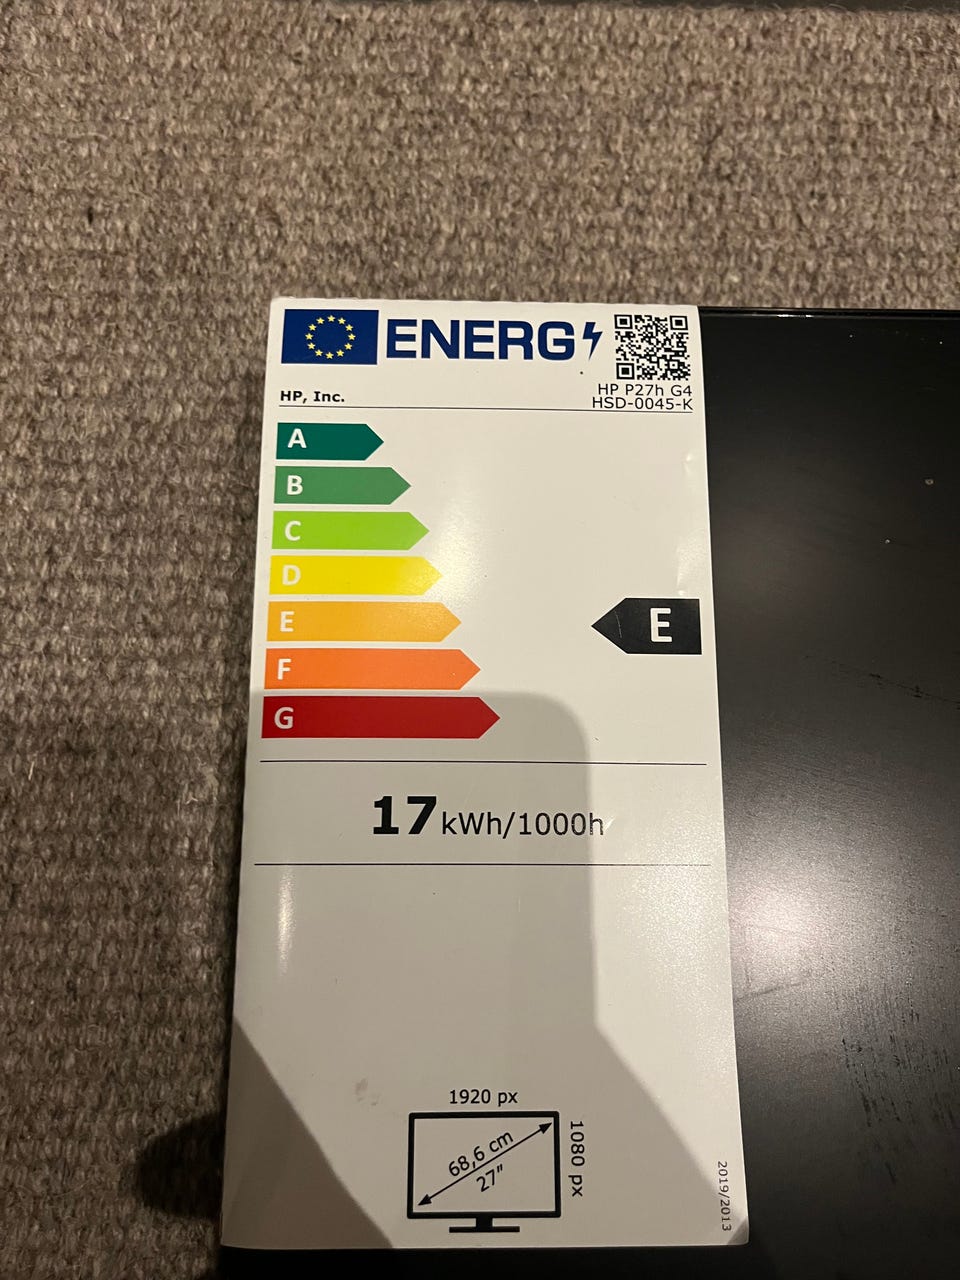 ENERG
HP, Inc.
HP P27h G4
HSD-0045-K
A
B
C
D
E
E
F
G
17 kWh/1000h
1920 px
1080 px
68,6 cm
27"
2019/2013